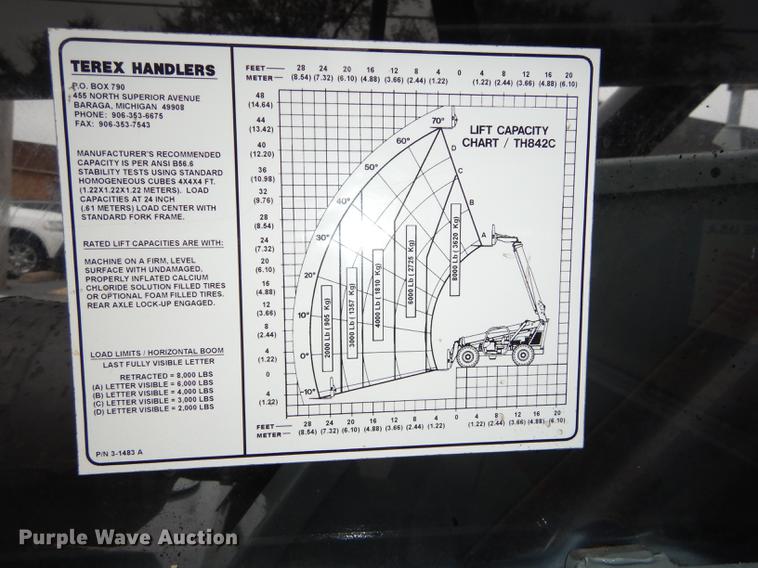 TEREX HANDLERS
P.O. BOX 790
455 NORTH SUPERIOR AVENUE
BARAGA, MICHIGAN 49908
PHONE: 906-353-6675
FAX: 906-353-7543
MANUFACTURER'S RECOMMENDED
CAPACITY IS PER ANSI B56.6
STABILITY TESTS USING STANDARD
HOMOGENEOUS CUBES 4X4X4 FT.
(1.22X1.22X1.22 METERS). LOAD
CAPACITIES AT 24 INCH
(.61 METERS) LOAD CENTER WITH
STANDARD FORK FRAME.
RATED LIFT CAPACITIES ARE WITH:
MACHINE ON A FIRM, LEVEL
SURFACE WITH UNDAMAGED,
PROPERLY INFLATED CALCIUM
CHLORIDE SOLUTION FILLED TIRES
OR OPTIONAL FOAM FILLED TIRES.
REAR AXLE LOCK-UP ENGAGED.
LOAD LIMITS / HORIZONTAL BOOM
LAST FULLY VISIBLE LETTER
RETRACTED = 8,000 LBS
(A) LETTER VISIBLE = 6,000 LBS
(B) LETTER VISIBLE = 4,000 LBS
(C) LETTER VISIBLE = 3,000 LBS
(D) LETTER VISIBLE = 2,000 LBS
P/N 3-1483 A
FEET 28 24 20 16 12 8 4 0 4 8 12 16 20
METER (8.54) (7.32) (6.10) (4.88) (3.66) (2.44) (1.22) (1.22) (2.44) (3.66) (4.88) (6.10)
LIFT CAPACITY
CHART / TH842C
48
(14.64)
44
(13.42)
40
(12.20)
36
(10.98)
32
(9.76)
28
(8.54)
24
(7.32)
20
(6.10)
16
(4.88)
12
(3.66)
8
(2.44)
4
(1.22)
0
4
(1.22)
70°
60°
50°
40°
30°
20°
10°
0°
-10°
D
C
B
A
2000 Lb ( 905 Kg)
3000 Lb ( 1357 Kg)
4000 Lb ( 1810 Kg)
6000 Lb ( 2725 Kg)
8000 Lb ( 3620 Kg)
FEET 28 24 20 16 12 8 4 0 4 8 12 16 20
METER (8.54) (7.32) (6.10) (4.88) (3.66) (2.44) (1.22) (1.22) (2.44) (3.66) (4.88) (6.10)
Purple Wave Auction